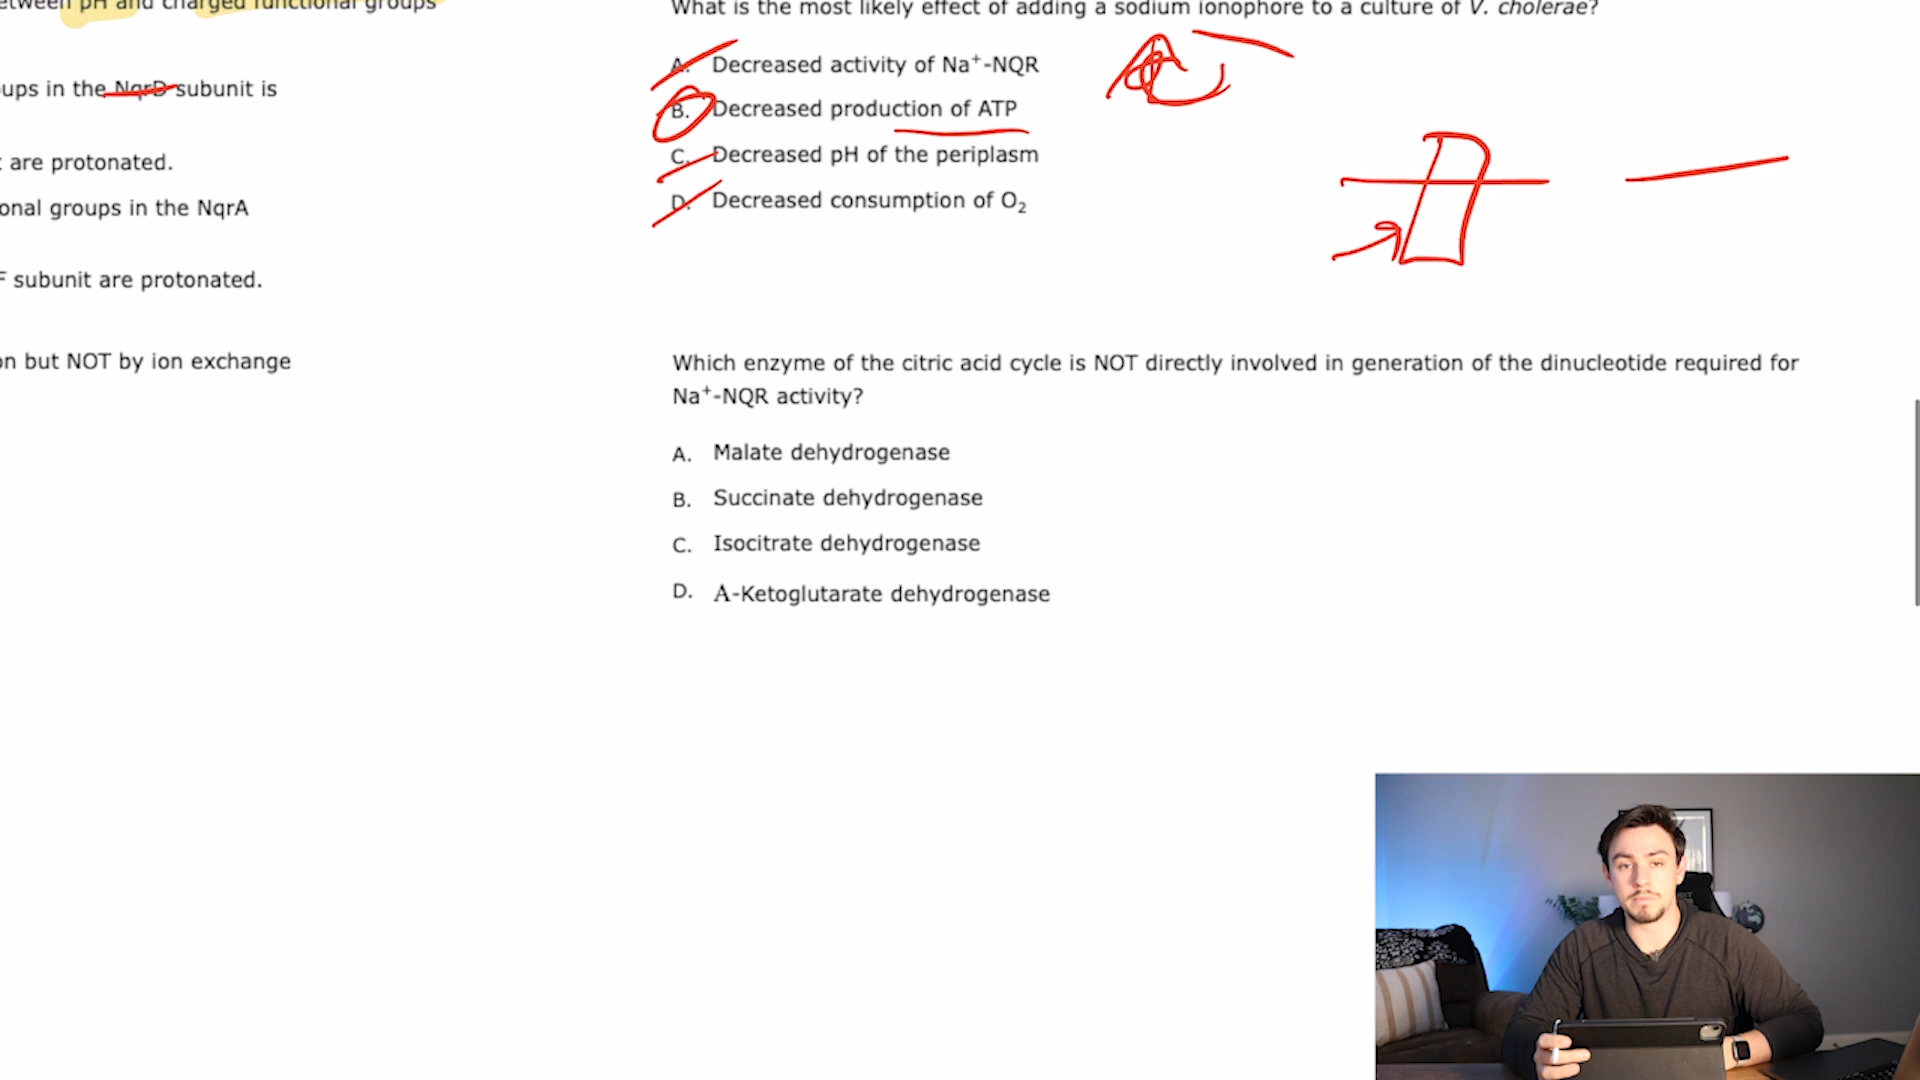 etween pH and charged functional groups
ups in the NqrD subunit is
are protonated.
onal groups in the NqrA
F subunit are protonated.
on but NOT by ion exchange
What is the most likely effect of adding a sodium ionophore to a culture of V. cholerae?
A. Decreased activity of Na⁺-NQR
B. Decreased production of ATP
C. Decreased pH of the periplasm
D. Decreased consumption of O₂
Which enzyme of the citric acid cycle is NOT directly involved in generation of the dinucleotide required for
Na⁺-NQR activity?
A. Malate dehydrogenase
B. Succinate dehydrogenase
C. Isocitrate dehydrogenase
D. A-Ketoglutarate dehydrogenase